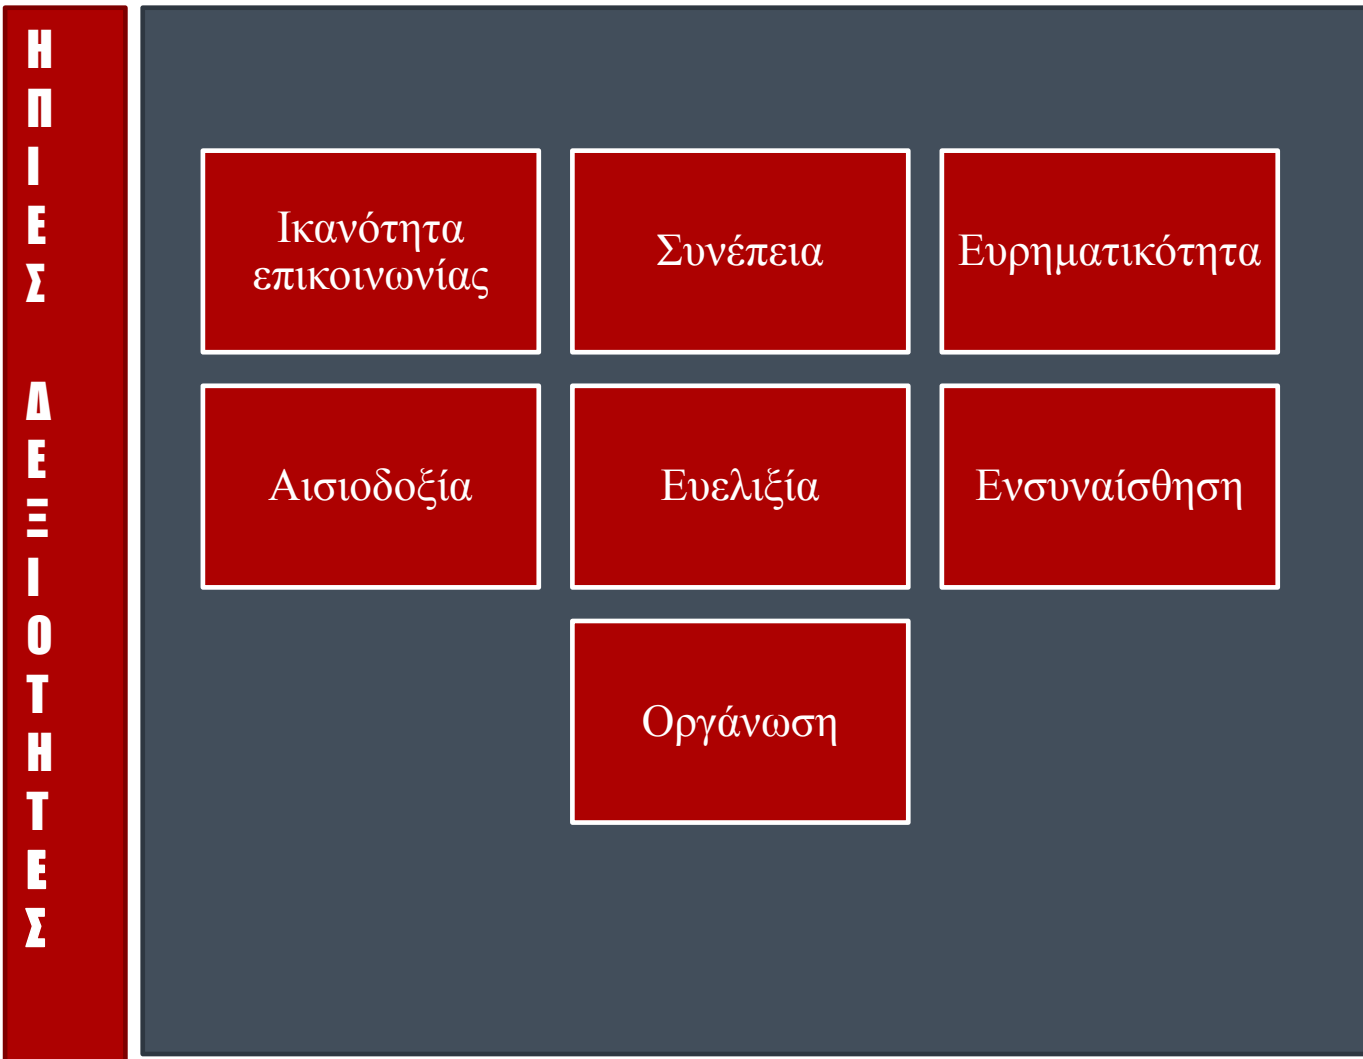 ΗΠΙΕΣ ΔΕΞΙΟΤΗΤΕΣ
Ικανότητα
επικοινωνίας
Συνέπεια
Ευρηματικότητα
Αισιοδοξία
Ευελιξία
Ενσυναίσθηση
Οργάνωση